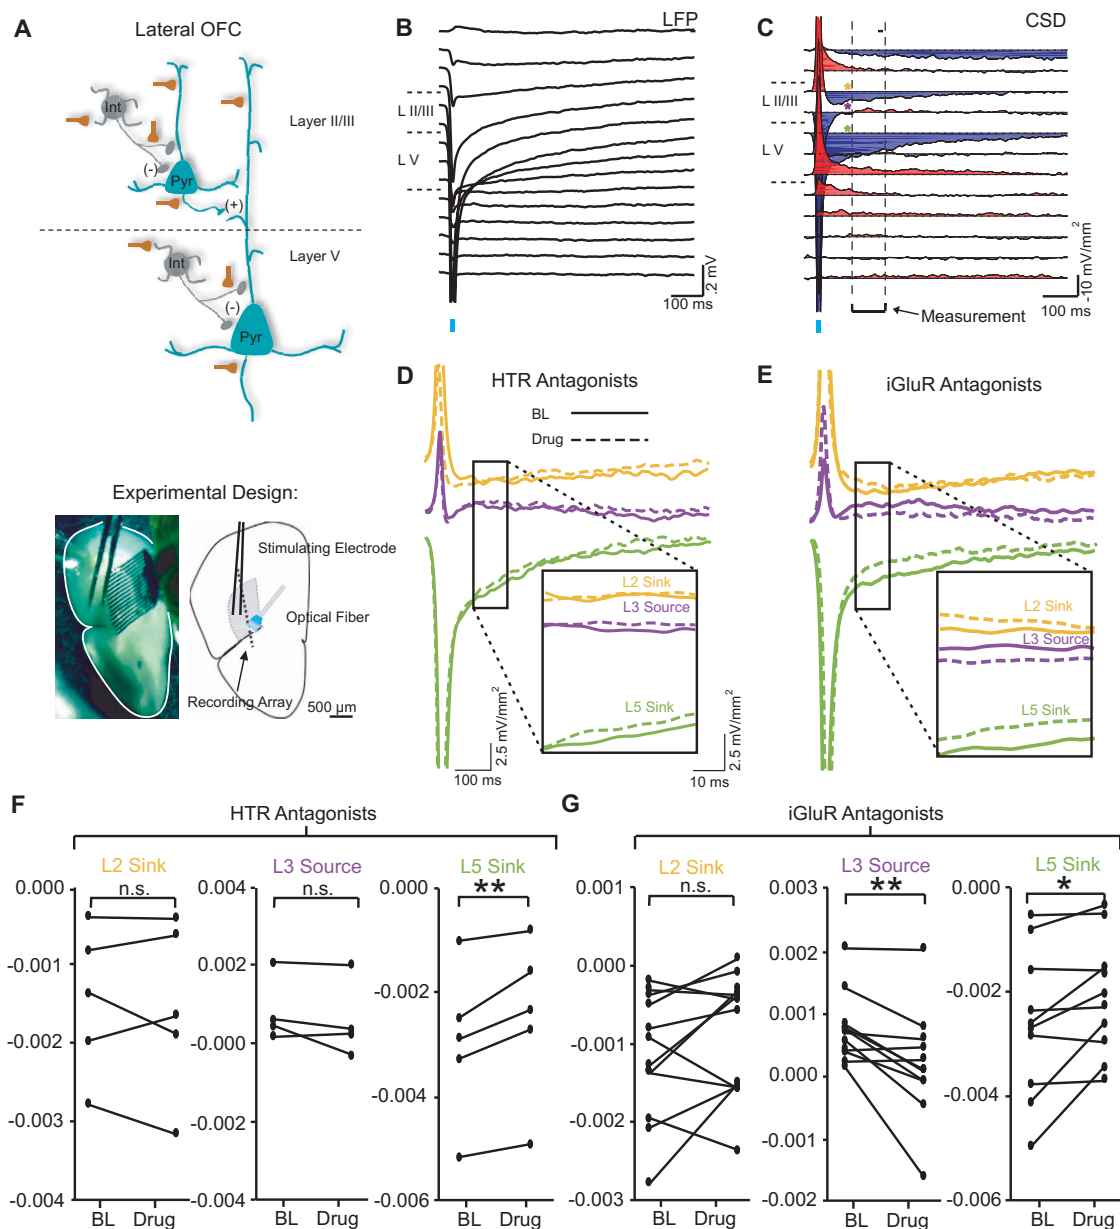 A
Lateral OFC
Int
Layer II/III
(-)
Pyr
(+)
Layer V
Int
(-)
Pyr
B
LFP
L II/III
L V
.2 mV
100 ms
C
CSD
L II/III
L V
-10 mV/mm2
100 ms
Measurement
Experimental Design:
Stimulating Electrode
Optical Fiber
Recording Array
500 µm
D
HTR Antagonists
BL
Drug
L2 Sink
L3 Source
L5 Sink
2.5 mV/mm2
100 ms
2.5 mV/mm2
10 ms
E
iGluR Antagonists
L2 Sink
L3 Source
L5 Sink
F
HTR Antagonists
L2 Sink
n.s.
0.000
-0.001
-0.002
-0.003
-0.004
BL
Drug
L3 Source
n.s.
0.004
0.002
-0.000
-0.002
-0.004
BL
Drug
L5 Sink
**
-0.000
-0.002
-0.004
-0.006
BL
Drug
G
iGluR Antagonists
L2 Sink
n.s.
0.001
0.000
-0.001
-0.002
-0.003
BL
Drug
L3 Source
**
0.003
0.002
0.001
0.000
-0.001
-0.002
BL
Drug
L5 Sink
*
-0.000
-0.002
-0.004
-0.006
BL
Drug